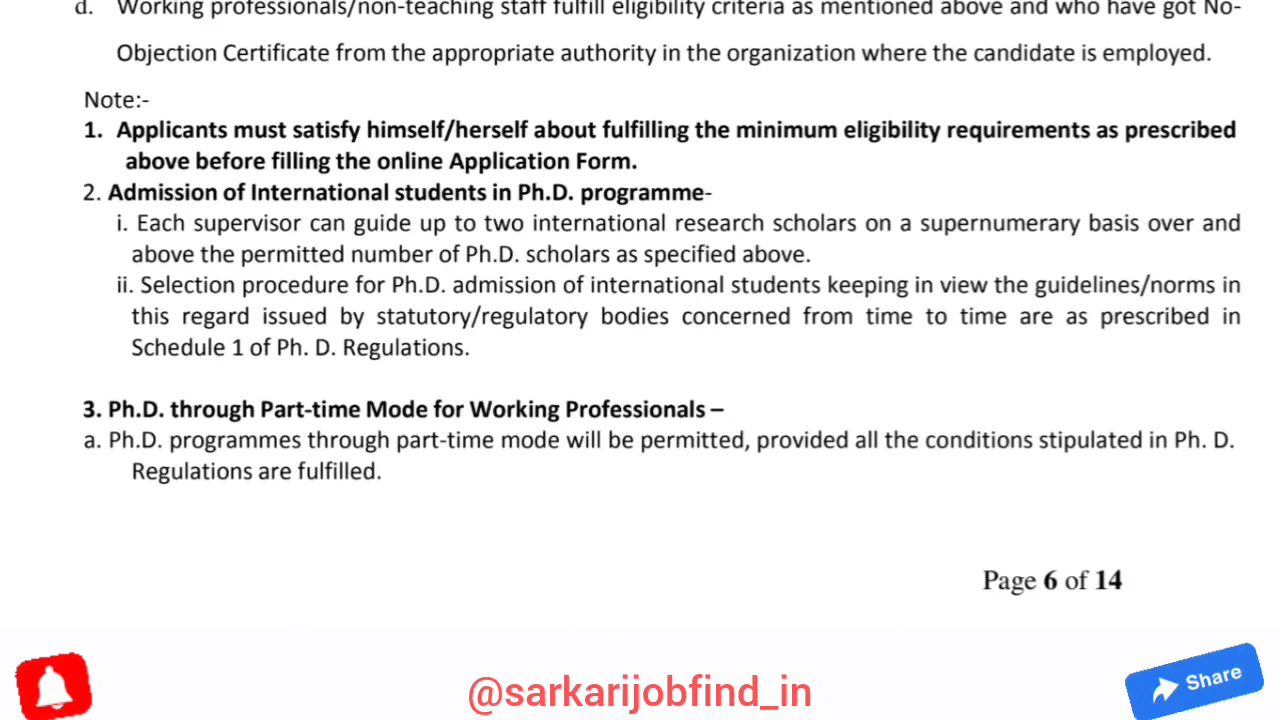 d. Working professionals/non-teaching staff fulfill eligibility criteria as mentioned above and who have got No-
Objection Certificate from the appropriate authority in the organization where the candidate is employed.
Note:-
1. Applicants must satisfy himself/herself about fulfilling the minimum eligibility requirements as prescribed
above before filling the online Application Form.
2. Admission of International students in Ph.D. programme-
i. Each supervisor can guide up to two international research scholars on a supernumerary basis over and
above the permitted number of Ph.D. scholars as specified above.
ii. Selection procedure for Ph.D. admission of international students keeping in view the guidelines/norms in
this regard issued by statutory/regulatory bodies concerned from time to time are as prescribed in
Schedule 1 of Ph. D. Regulations.
3. Ph.D. through Part-time Mode for Working Professionals –
a. Ph.D. programmes through part-time mode will be permitted, provided all the conditions stipulated in Ph. D.
Regulations are fulfilled.
Page 6 of 14
@sarkarijobfind_in
Share